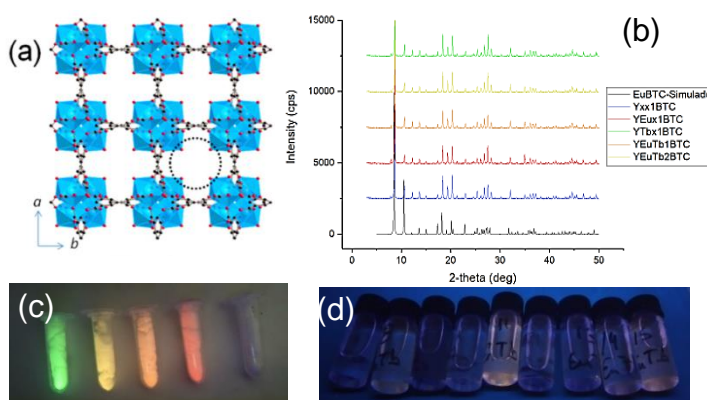 (a)
a
b
(b)
Intensity (cps)
15000
10000
5000
0
0
10
20
30
40
50
2-theta (deg)
EuBTC-Simulado
Yxx1BTC
YEux1BTC
YTbx1BTC
YEuTb1BTC
YEuTb2BTC
(c)
(d)